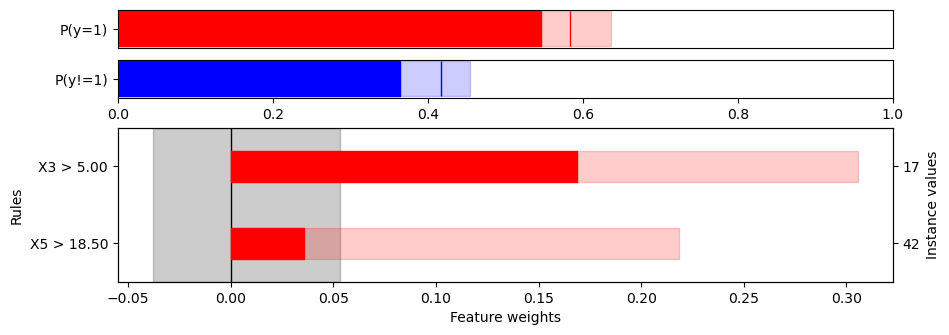 P(y=1)
P(y!=1)
0.0 0.2 0.4 0.6 0.8 1.0
Rules
X3 > 5.00
17
X5 > 18.50
42
Instance values
−0.05 0.00 0.05 0.10 0.15 0.20 0.25 0.30
Feature weights